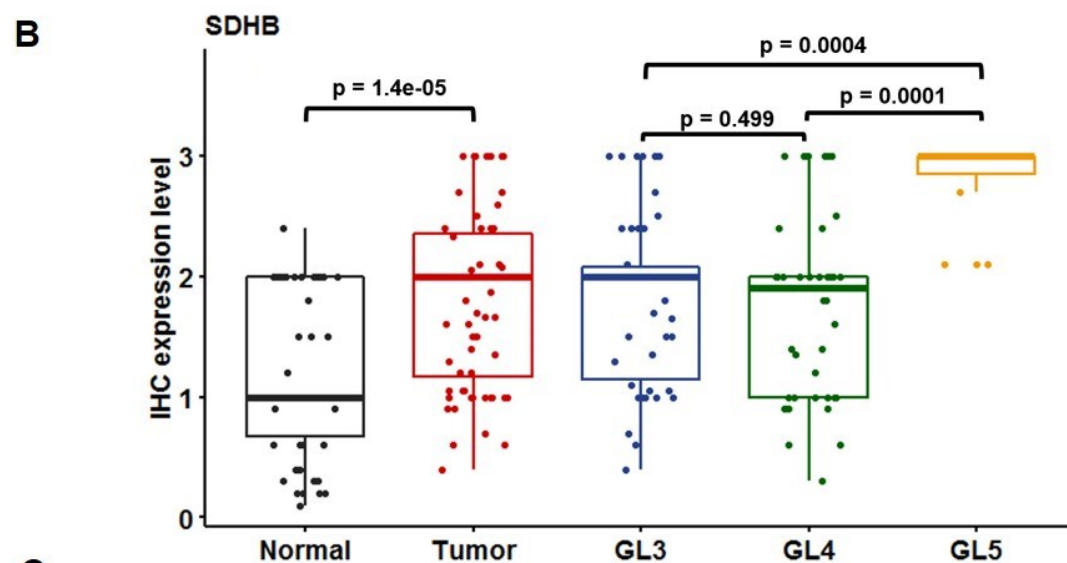 B
SDHB
p = 0.0004
p = 1.4e-05
p = 0.0001
p = 0.499
IHC expression level
3
2
1
0
Normal Tumor GL3 GL4 GL5